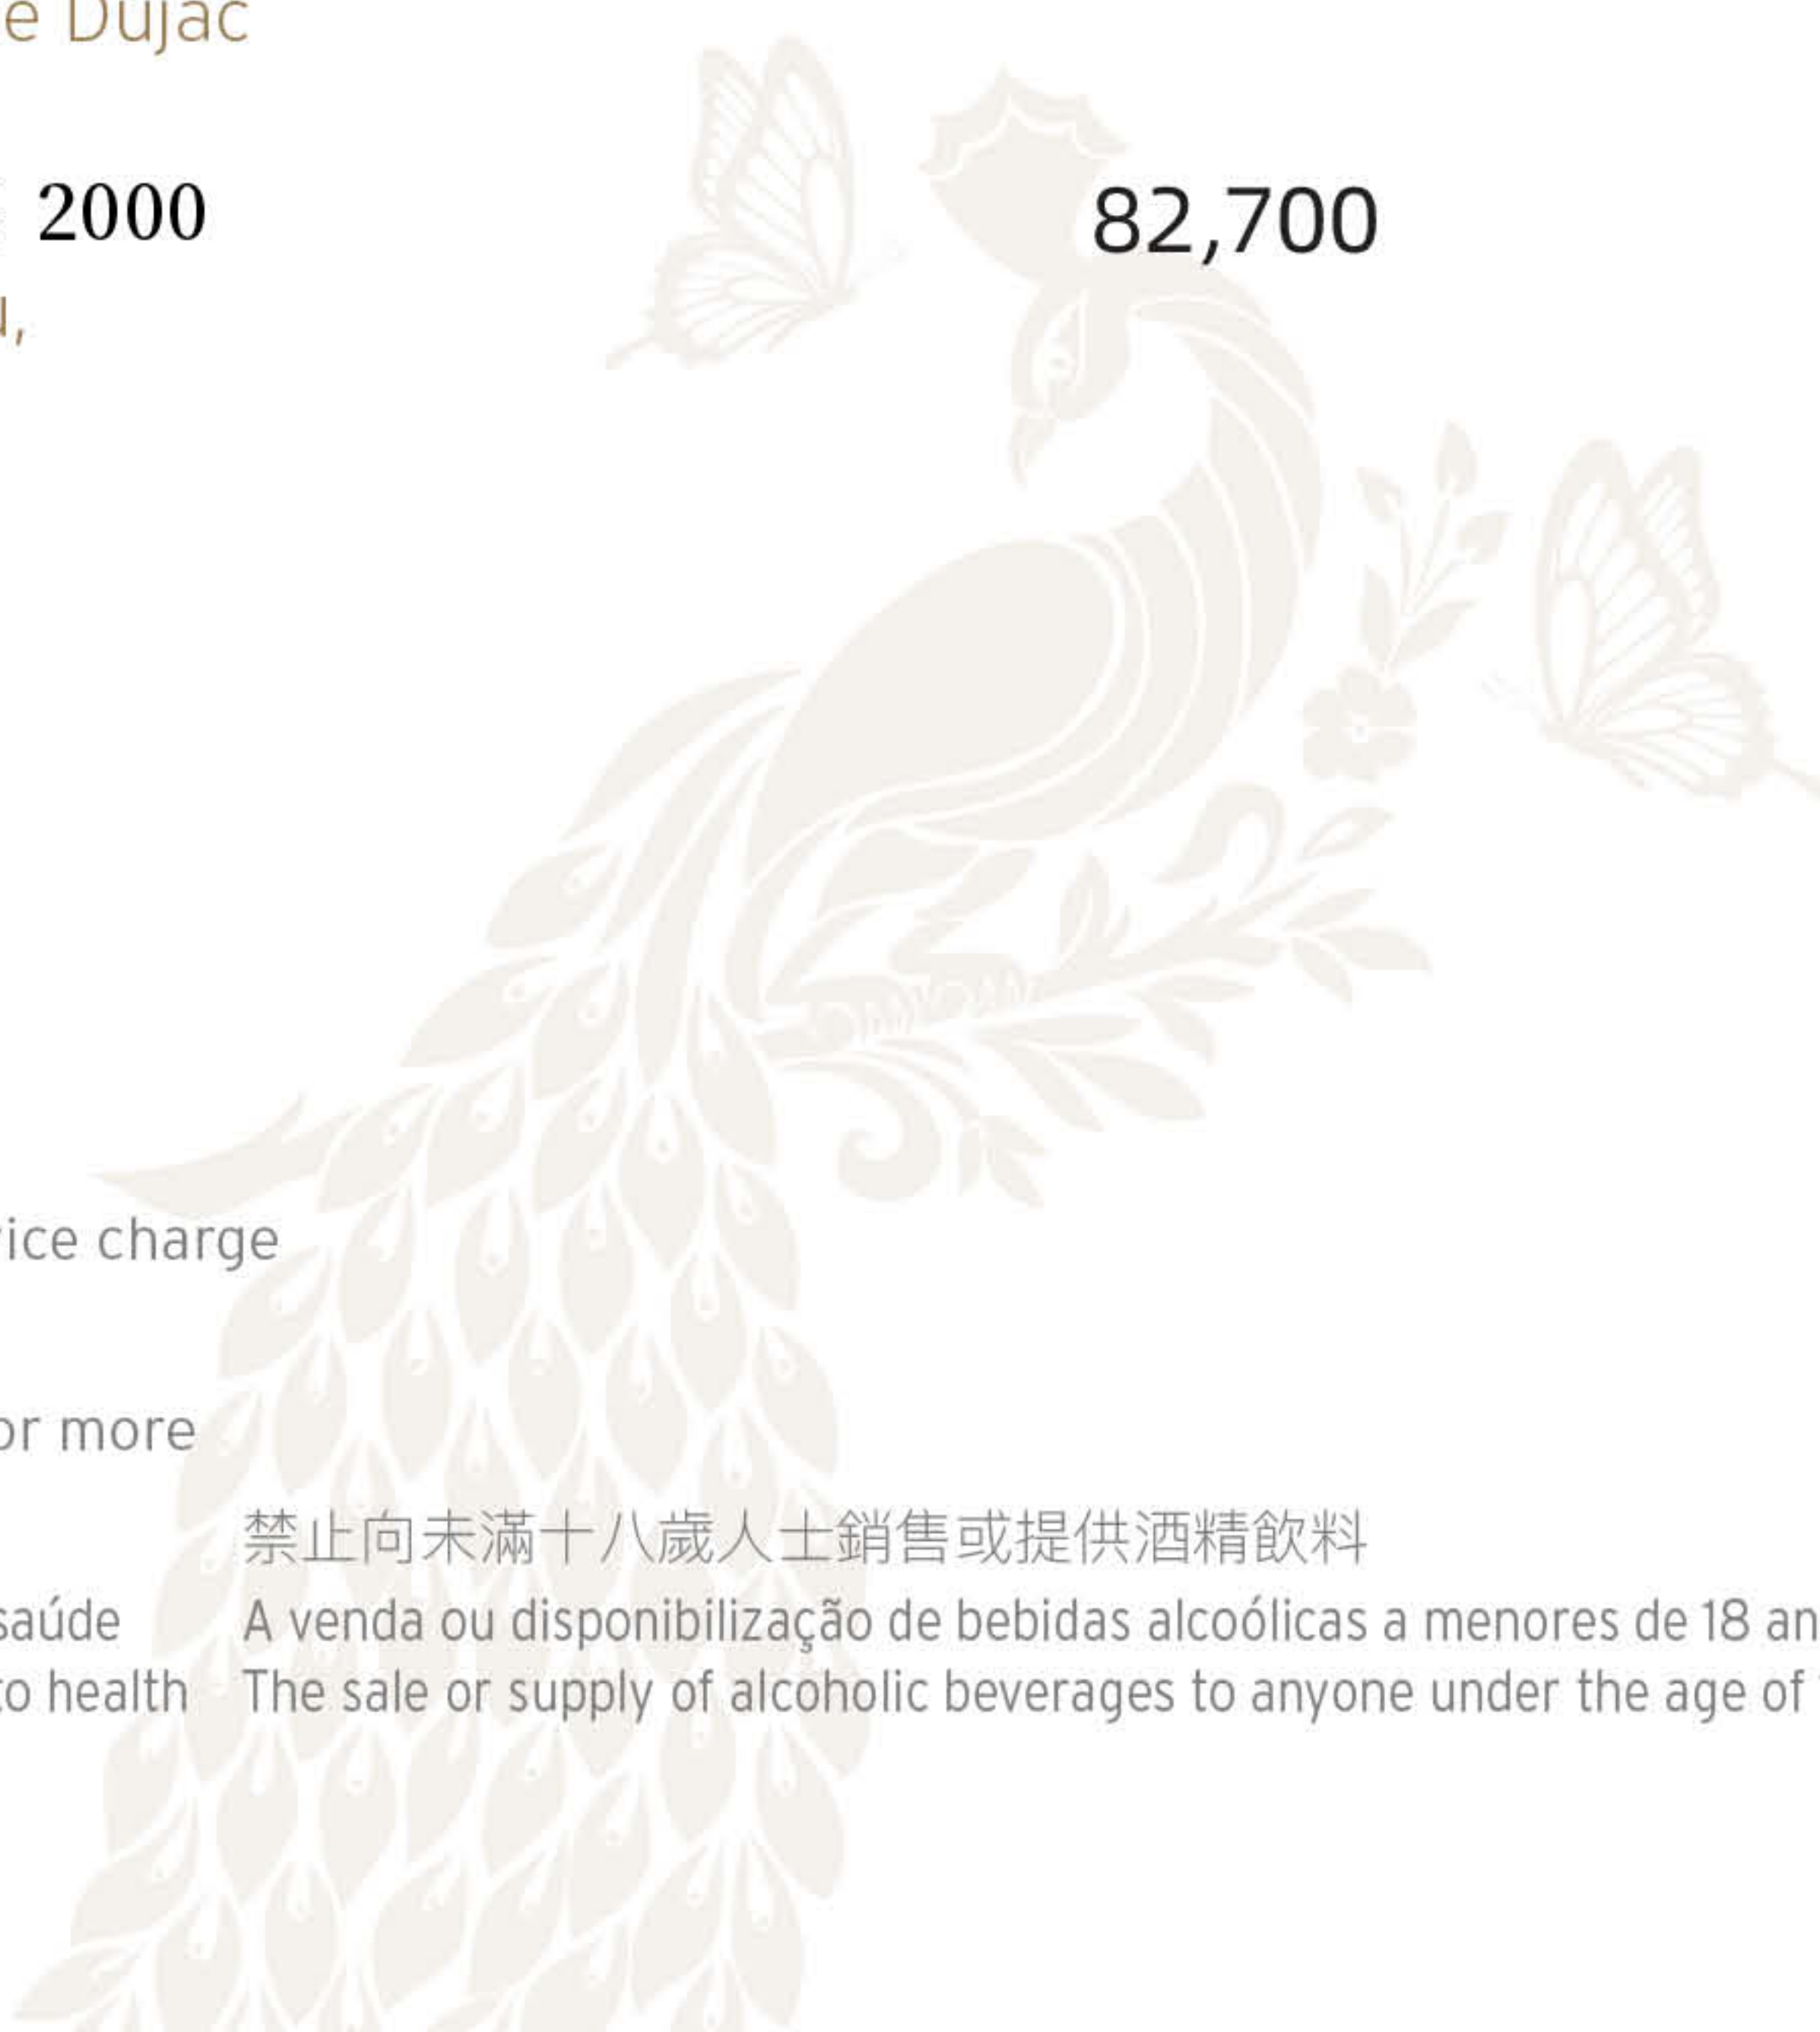 e Dujac
2000 82,700
u,
ice charge
or more
禁止向未滿十八歲人士銷售或提供酒精飲料
saúde A venda ou disponibilização de bebidas alcoólicas a menores de 18 an
to health The sale or supply of alcoholic beverages to anyone under the age of